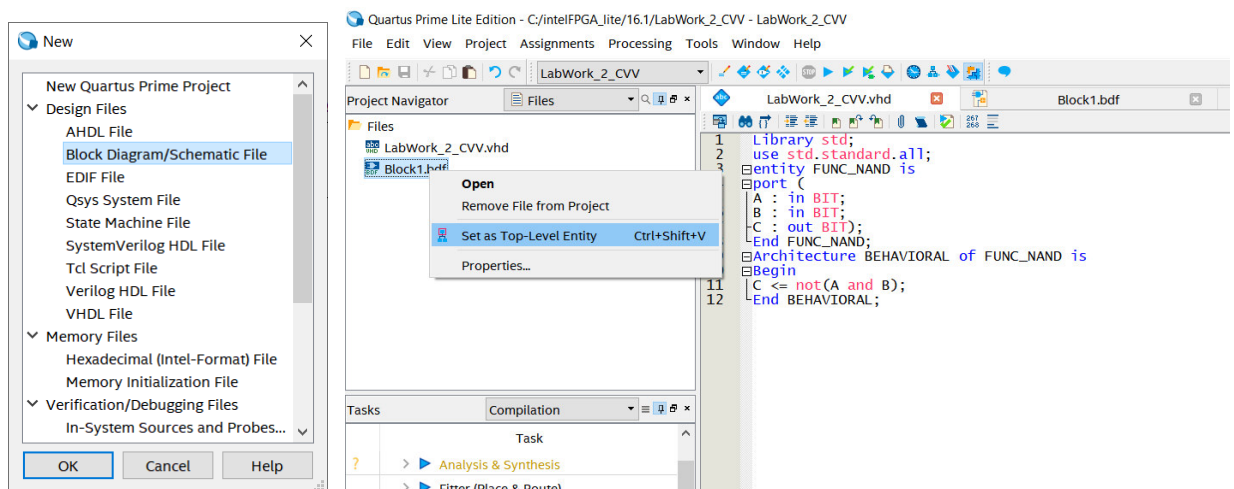 New
New Quartus Prime Project
Design Files
AHDL File
Block Diagram/Schematic File
EDIF File
Qsys System File
State Machine File
SystemVerilog HDL File
Tcl Script File
Verilog HDL File
VHDL File
Memory Files
Hexadecimal (Intel-Format) File
Memory Initialization File
Verification/Debugging Files
In-System Sources and Probes...
OK Cancel Help
Quartus Prime Lite Edition - C:/intelFPGA_lite/16.1/LabWork_2_CVV - LabWork_2_CVV
File Edit View Project Assignments Processing Tools Window Help
LabWork_2_CVV
STOP
Project Navigator Files
Files
VHD LabWork_2_CVV.vhd
BDF Block1.bdf
Open
Remove File from Project
Set as Top-Level Entity Ctrl+Shift+V
Properties...
Tasks Compilation
Task
? Analysis & Synthesis
Fitter (Place & Route)
abc LabWork_2_CVV.vhd Block1.bdf
267
268
1 Library std;
2 use std.standard.all;
3 entity FUNC_NAND is
port (
A : in BIT;
B : in BIT;
C : out BIT);
End FUNC_NAND;
Architecture BEHAVIORAL of FUNC_NAND is
Begin
11 C <= not(A and B);
12 End BEHAVIORAL;